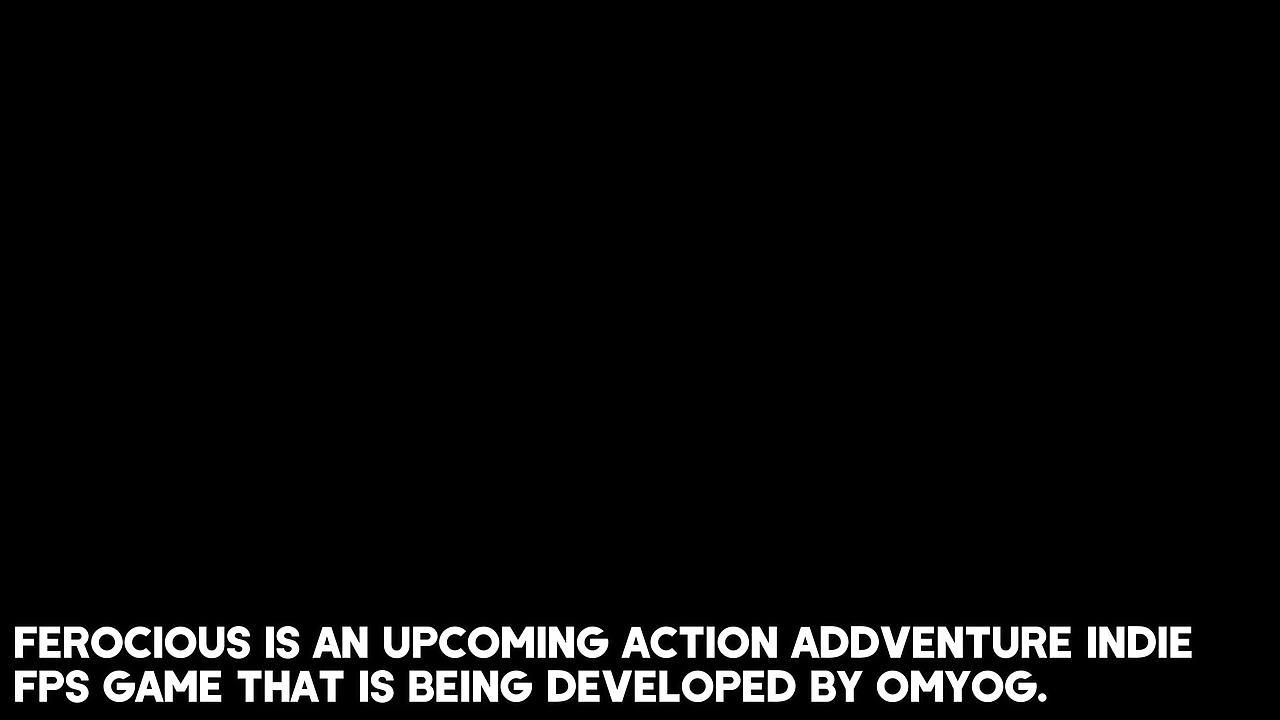 FEROCIOUS IS AN UPCOMING ACTION ADDVENTURE INDIE
FPS GAME THAT IS BEING DEVELOPED BY OMYOG.